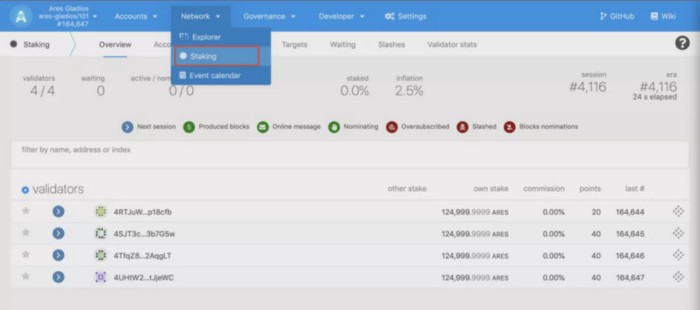 Ares Gladios
ares-gladios/101
#164,647
Accounts
Network
Governance
Developer
Settings
GitHub
Wiki
Explorer
Staking
Event calendar
Staking
Overview
Targets
Waiting
Slashes
Validator stats
validators
4/4
waiting
0
0/0
staked
0.0%
inflation
2.5%
session
#4,116
era
#4,116
24 s elapsed
Next session
Produced blocks
Online message
Nominating
Oversubscribed
Slashed
Blocks nominations
filter by name, address or index
validators
other stake
own stake
commission
points
last #
4RTJuW...p18cfb 124,999.9999 ARES 0.00% 20 164,644
4SJT3c...3b7G5w 124,999.9999 ARES 0.00% 40 164,645
4TfqZ8...2AqgLT 124,999.9999 ARES 0.00% 40 164,646
4UHtW2...tJjeWC 124,999.9999 ARES 0.00% 40 164,647